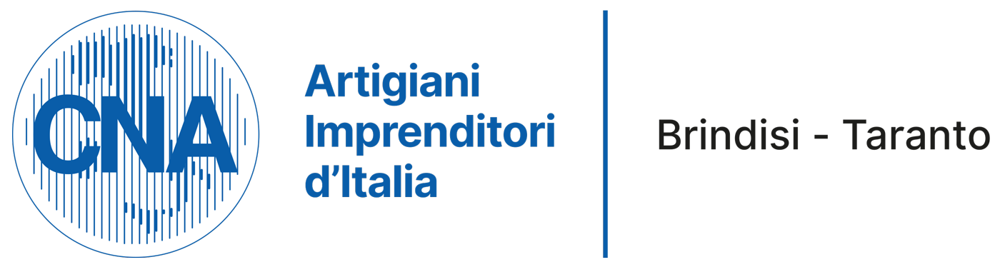 CNA
Artigiani
Imprenditori
d’Italia
Brindisi - Taranto